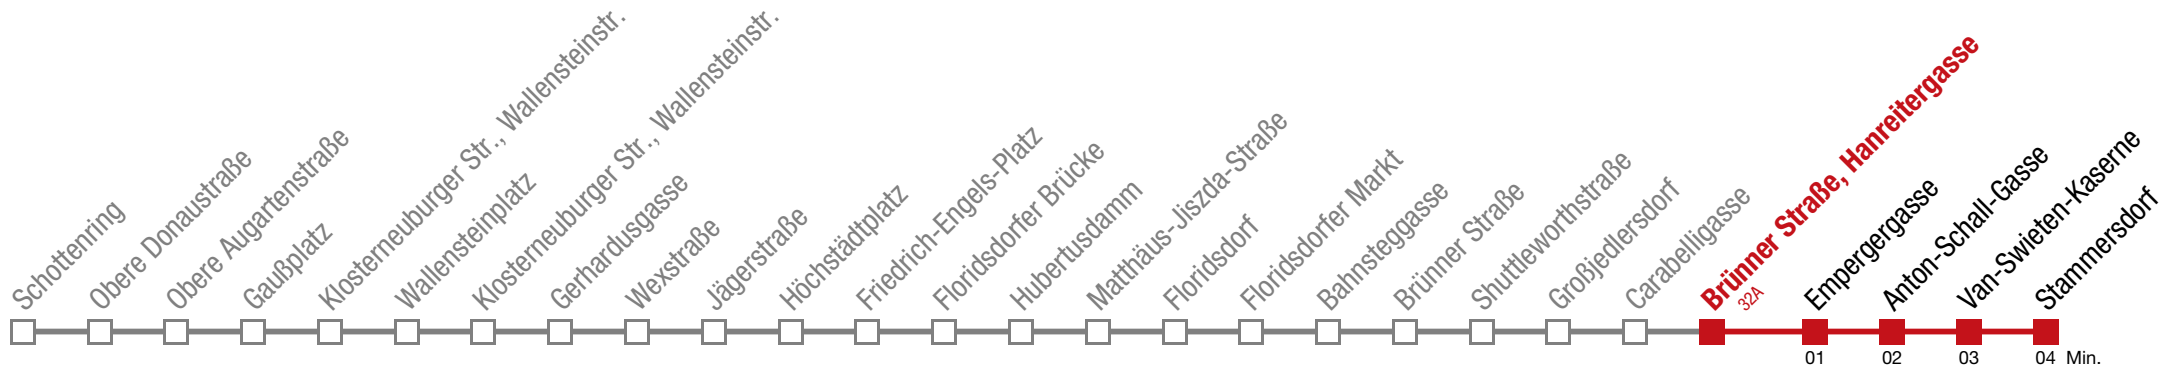 Schottenring
Obere Donaustraße
Obere Augartenstraße
Gaußplatz
Klosterneuburger Str., Wallensteinstr.
Wallensteinplatz
Klosterneuburger Str., Wallensteinstr.
Gerhardusgasse
Wexstraße
Jägerstraße
Höchstädtplatz
Friedrich-Engels-Platz
Floridsdorfer Brücke
Hubertusdamm
Matthäus-Jiszda-Straße
Floridsdorf
Floridsdorfer Markt
Bahnsteggasse
Brünner Straße
Shuttleworthstraße
Großjedlersdorf
Carabelligasse
Brünner Straße, Hanreitergasse
32A
Empergergasse
Anton-Schall-Gasse
Van-Swieten-Kaserne
Stammersdorf
01 02 03 04 Min.